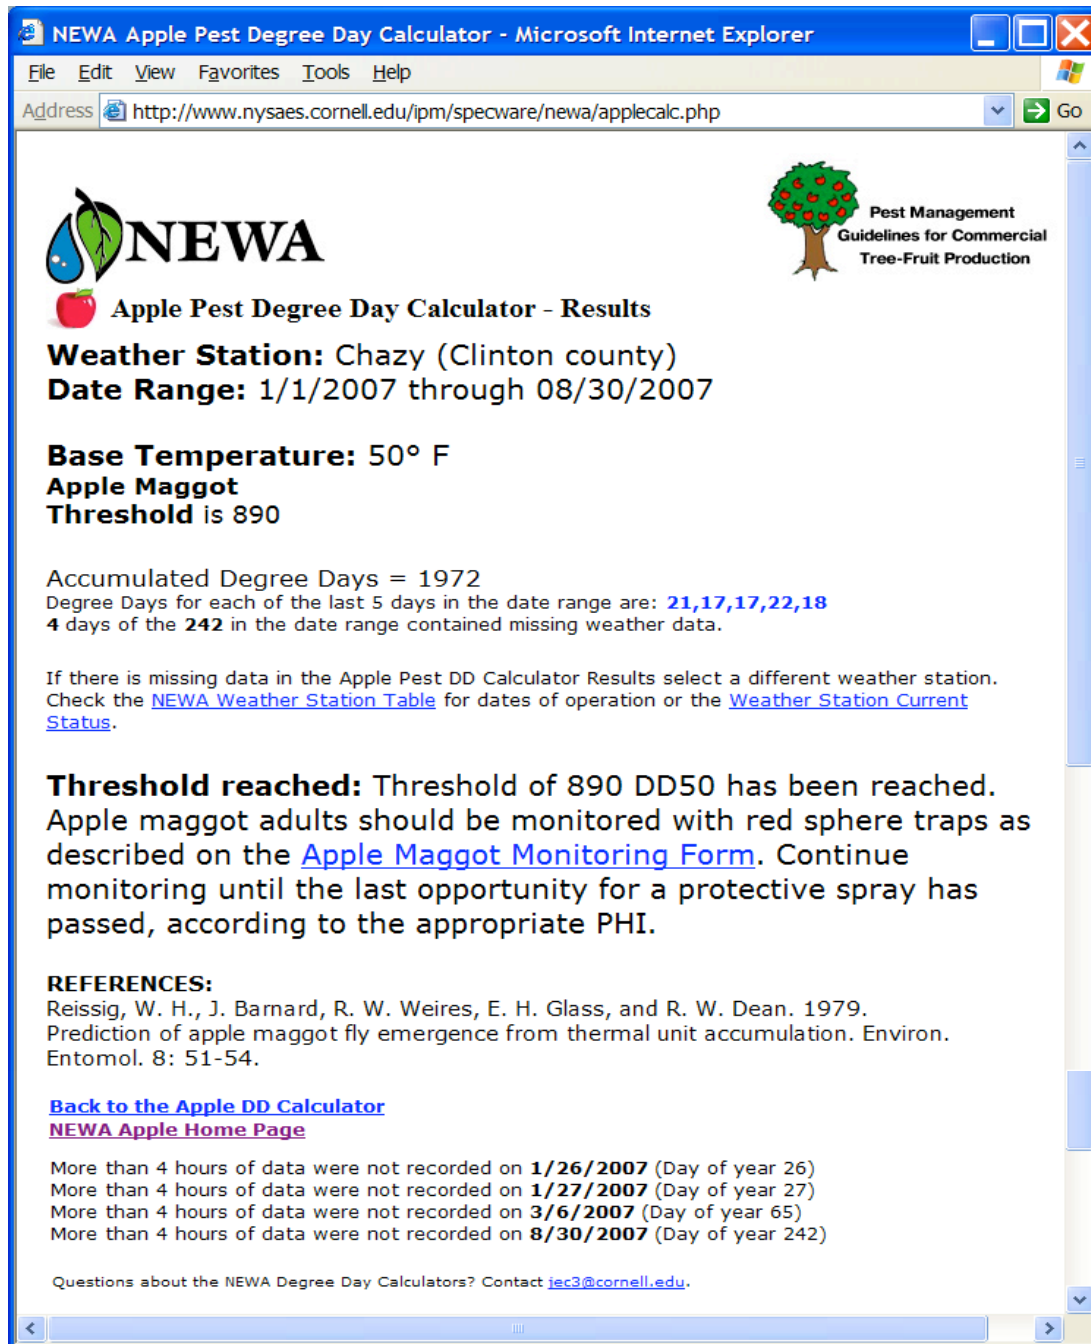 NEWA Apple Pest Degree Day Calculator - Microsoft Internet Explorer
File Edit View Favorites Tools Help
Address http://www.nysaes.cornell.edu/ipm/specware/newa/applecalc.php Go
NEWA
Pest Management
Guidelines for Commercial
Tree-Fruit Production
Apple Pest Degree Day Calculator - Results
Weather Station: Chazy (Clinton county)
Date Range: 1/1/2007 through 08/30/2007
Base Temperature: 50° F
Apple Maggot
Threshold is 890
Accumulated Degree Days = 1972
Degree Days for each of the last 5 days in the date range are: 21,17,17,22,18
4 days of the 242 in the date range contained missing weather data.
If there is missing data in the Apple Pest DD Calculator Results select a different weather station.
Check the NEWA Weather Station Table for dates of operation or the Weather Station Current
Status.
Threshold reached: Threshold of 890 DD50 has been reached.
Apple maggot adults should be monitored with red sphere traps as
described on the Apple Maggot Monitoring Form. Continue
monitoring until the last opportunity for a protective spray has
passed, according to the appropriate PHI.
REFERENCES:
Reissig, W. H., J. Barnard, R. W. Weires, E. H. Glass, and R. W. Dean. 1979.
Prediction of apple maggot fly emergence from thermal unit accumulation. Environ.
Entomol. 8: 51-54.
Back to the Apple DD Calculator
NEWA Apple Home Page
More than 4 hours of data were not recorded on 1/26/2007 (Day of year 26)
More than 4 hours of data were not recorded on 1/27/2007 (Day of year 27)
More than 4 hours of data were not recorded on 3/6/2007 (Day of year 65)
More than 4 hours of data were not recorded on 8/30/2007 (Day of year 242)
Questions about the NEWA Degree Day Calculators? Contact jec3@cornell.edu.